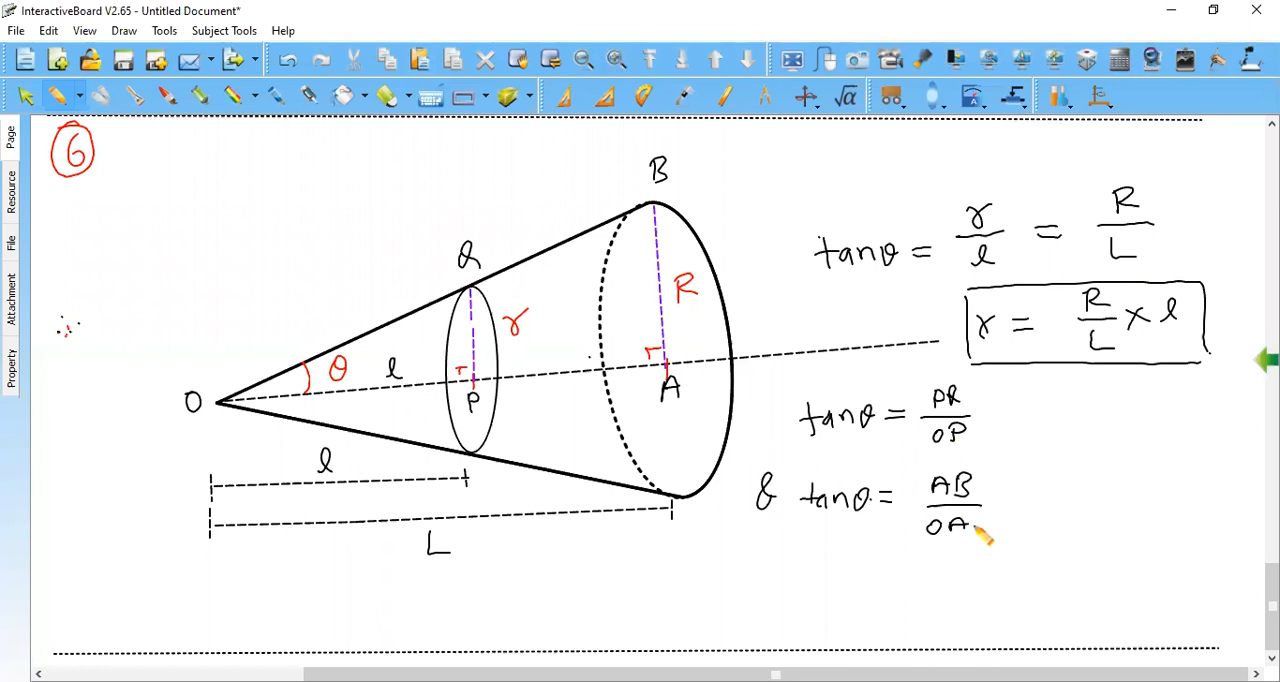 InteractiveBoard V2.65 - Untitled Document*
File Edit View Draw Tools Subject Tools Help
Page
Resource
File
Attachment
Property
6
B
Q
R
r
θ
l
O
P
A
l
L
tanθ = r/l = R/L
r = R/L × l
tanθ = PQ/OP
& tanθ = AB/OA